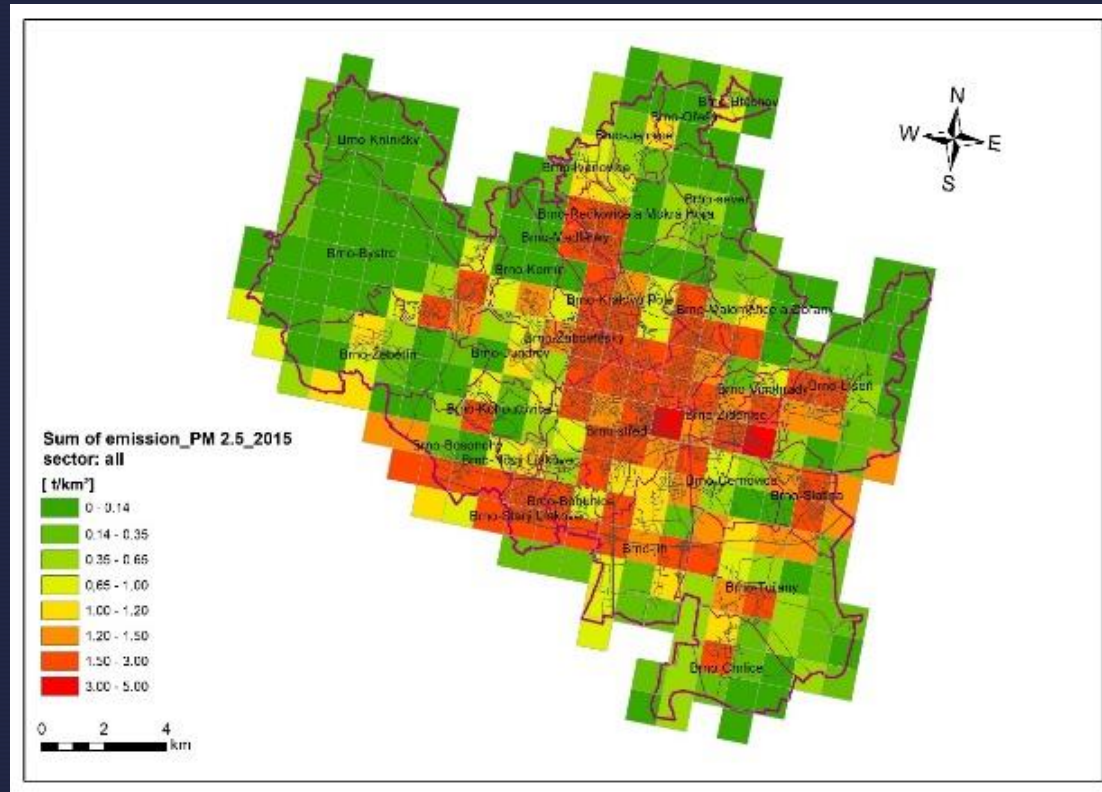 N
W
E
S
Brno-Kníničky
Brno-Ořešín
Brno-Ivanovice
Brno-sever
Brno-Řečkovice a Mokrá Hora
Brno-Medlánky
Brno-Bystrc
Brno-Komín
Brno-Královo Pole
Brno-Maloměřice a Obřany
Brno-Žabovřesky
Brno-Žebětín
Brno-Jundrov
Brno-Vinohrady
Brno-Líšeň
Brno-Židenice
Brno-Kohoutovice
Brno-střed
Brno-Bosonohy
Brno-Nový Lískovec
Brno-Černovice
Brno-Slatina
Brno-Bohunice
Brno-Starý Lískovec
Brno-jih
Brno-Tuřany
Brno-Chrlice
Sum of emission_PM 2.5_2015
sector: all
[ t/km²]
0 - 0.14
0.14 - 0.35
0.35 - 0.65
0,65 - 1.00
1.00 - 1.20
1.20 - 1.50
1.50 - 3.00
3.00 - 5.00
0 2 4
km